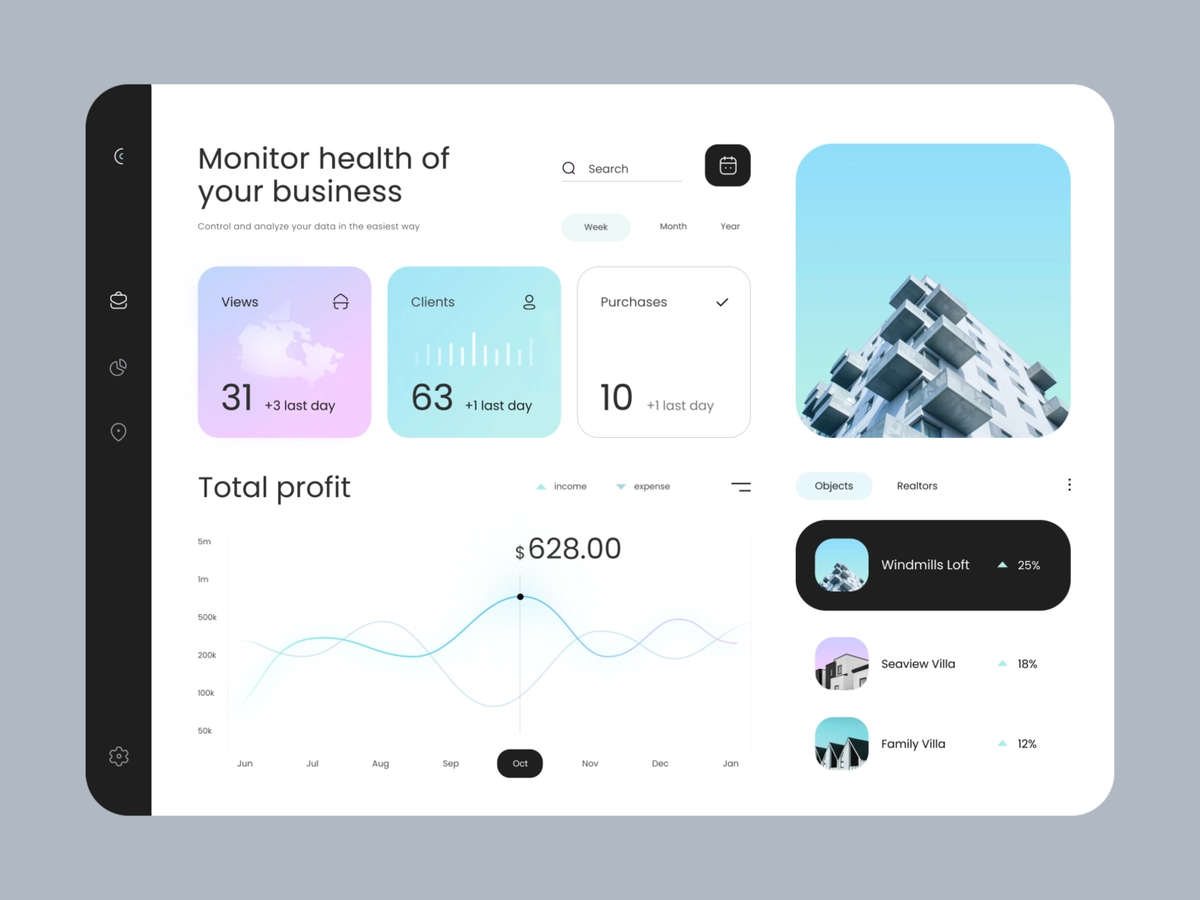 Monitor health of
your business
Control and analyze your data in the easiest way
Search
Week Month Year
Views
31 +3 last day
Clients
63 +1 last day
Purchases
10 +1 last day
Total profit
income expense
$628.00
5m
1m
500k
200k
100k
50k
Jun Jul Aug Sep Oct Nov Dec Jan
Objects Realtors
Windmills Loft 25%
Seaview Villa 18%
Family Villa 12%